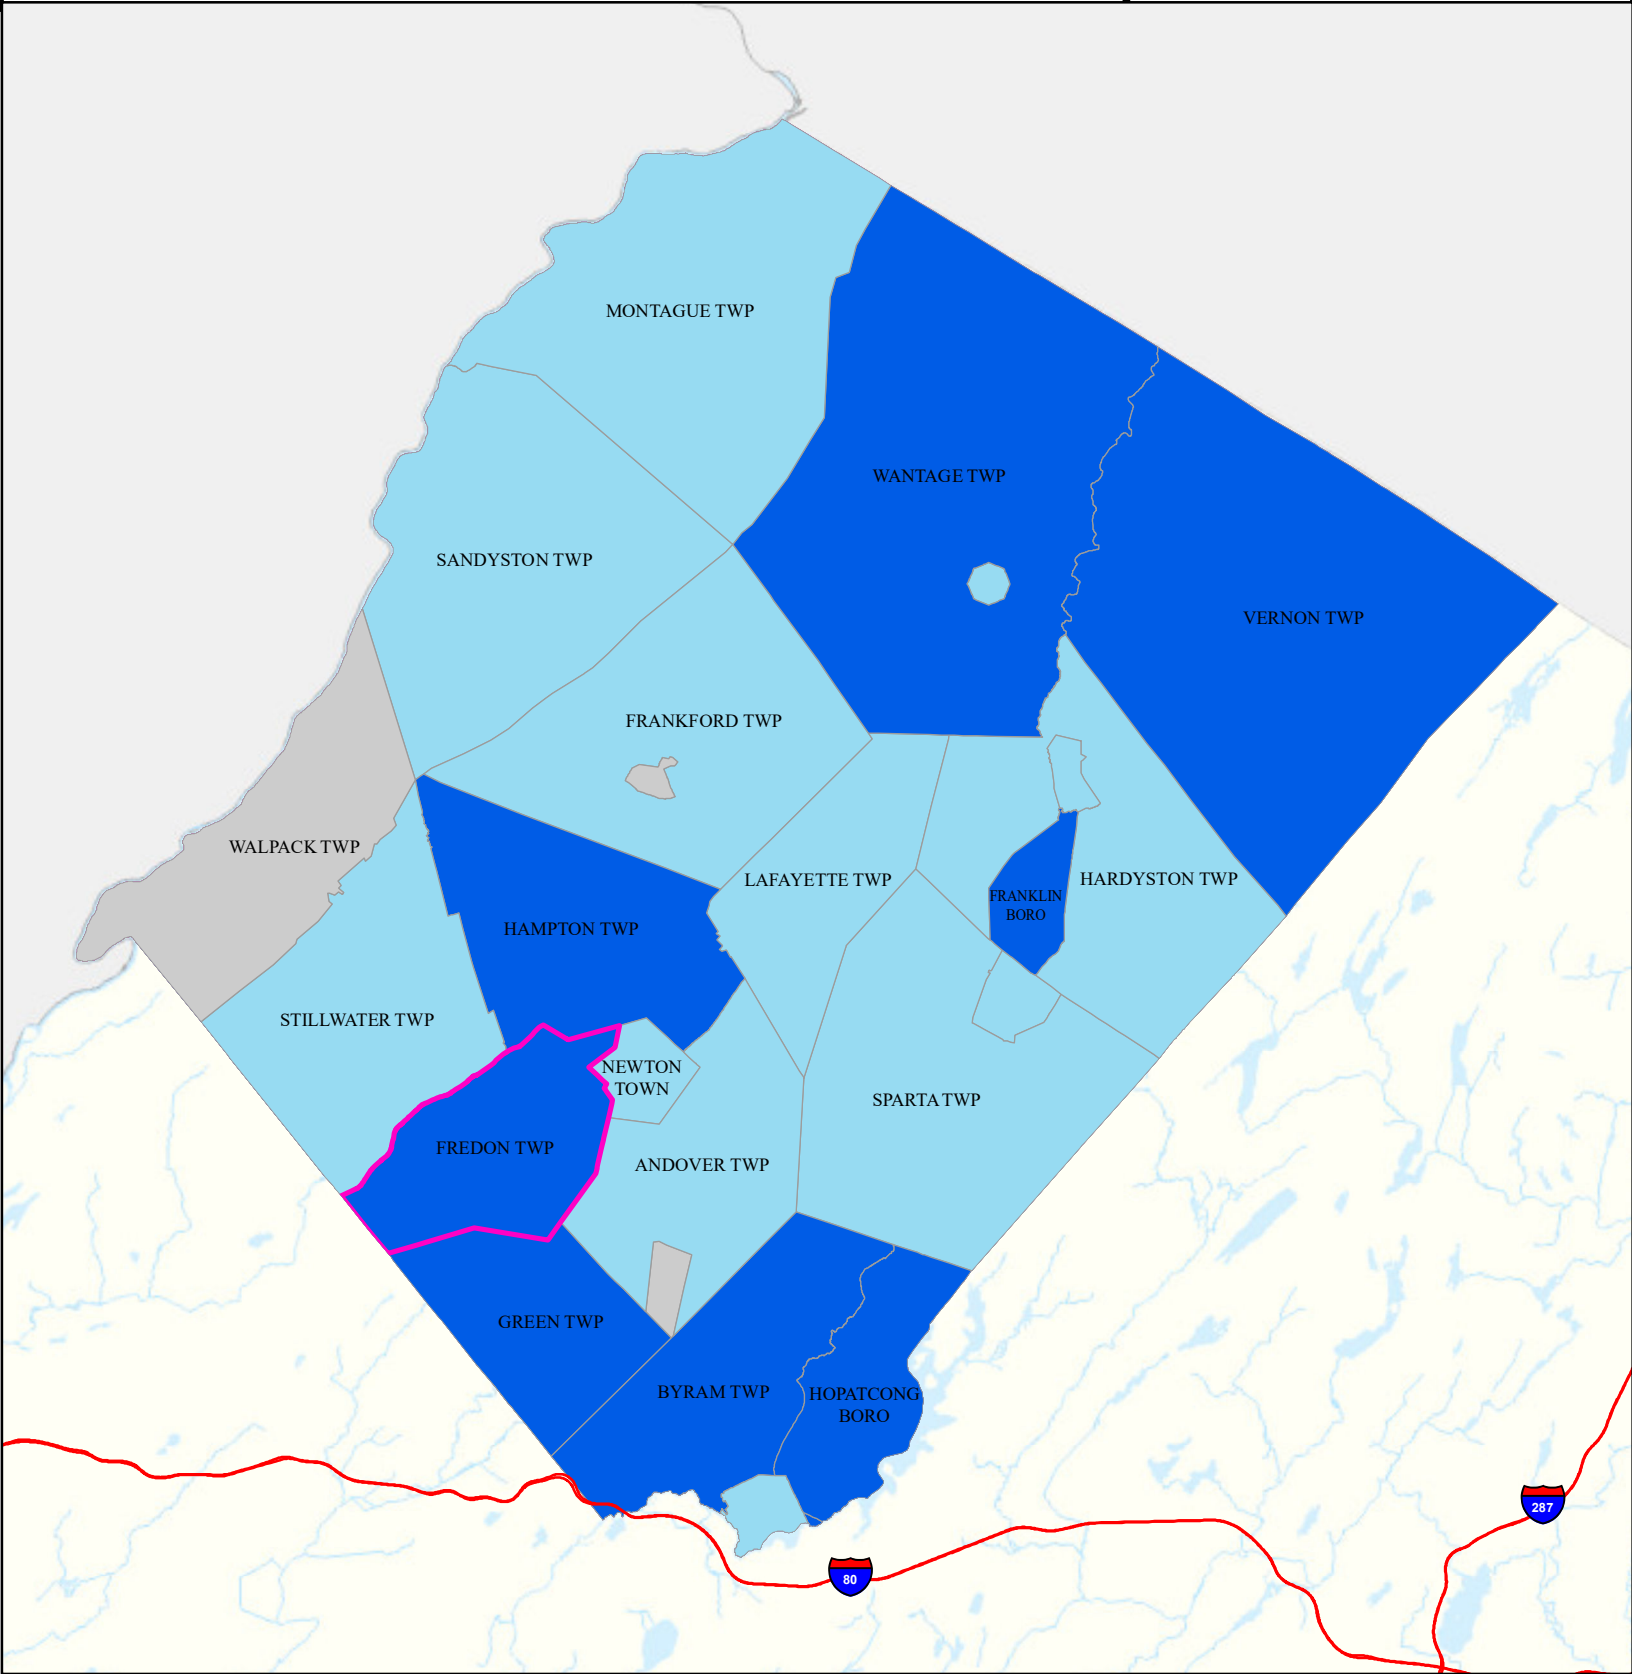 MONTAGUE TWP
WANTAGE TWP
SANDYSTON TWP
VERNON TWP
FRANKFORD TWP
WALPACK TWP
LAFAYETTE TWP
HARDYSTON TWP
FRANKLIN
BORO
HAMPTON TWP
STILLWATER TWP
NEWTON
TOWN
SPARTA TWP
FREDON TWP
ANDOVER TWP
GREEN TWP
BYRAM TWP
HOPATCONG
BORO
287
80